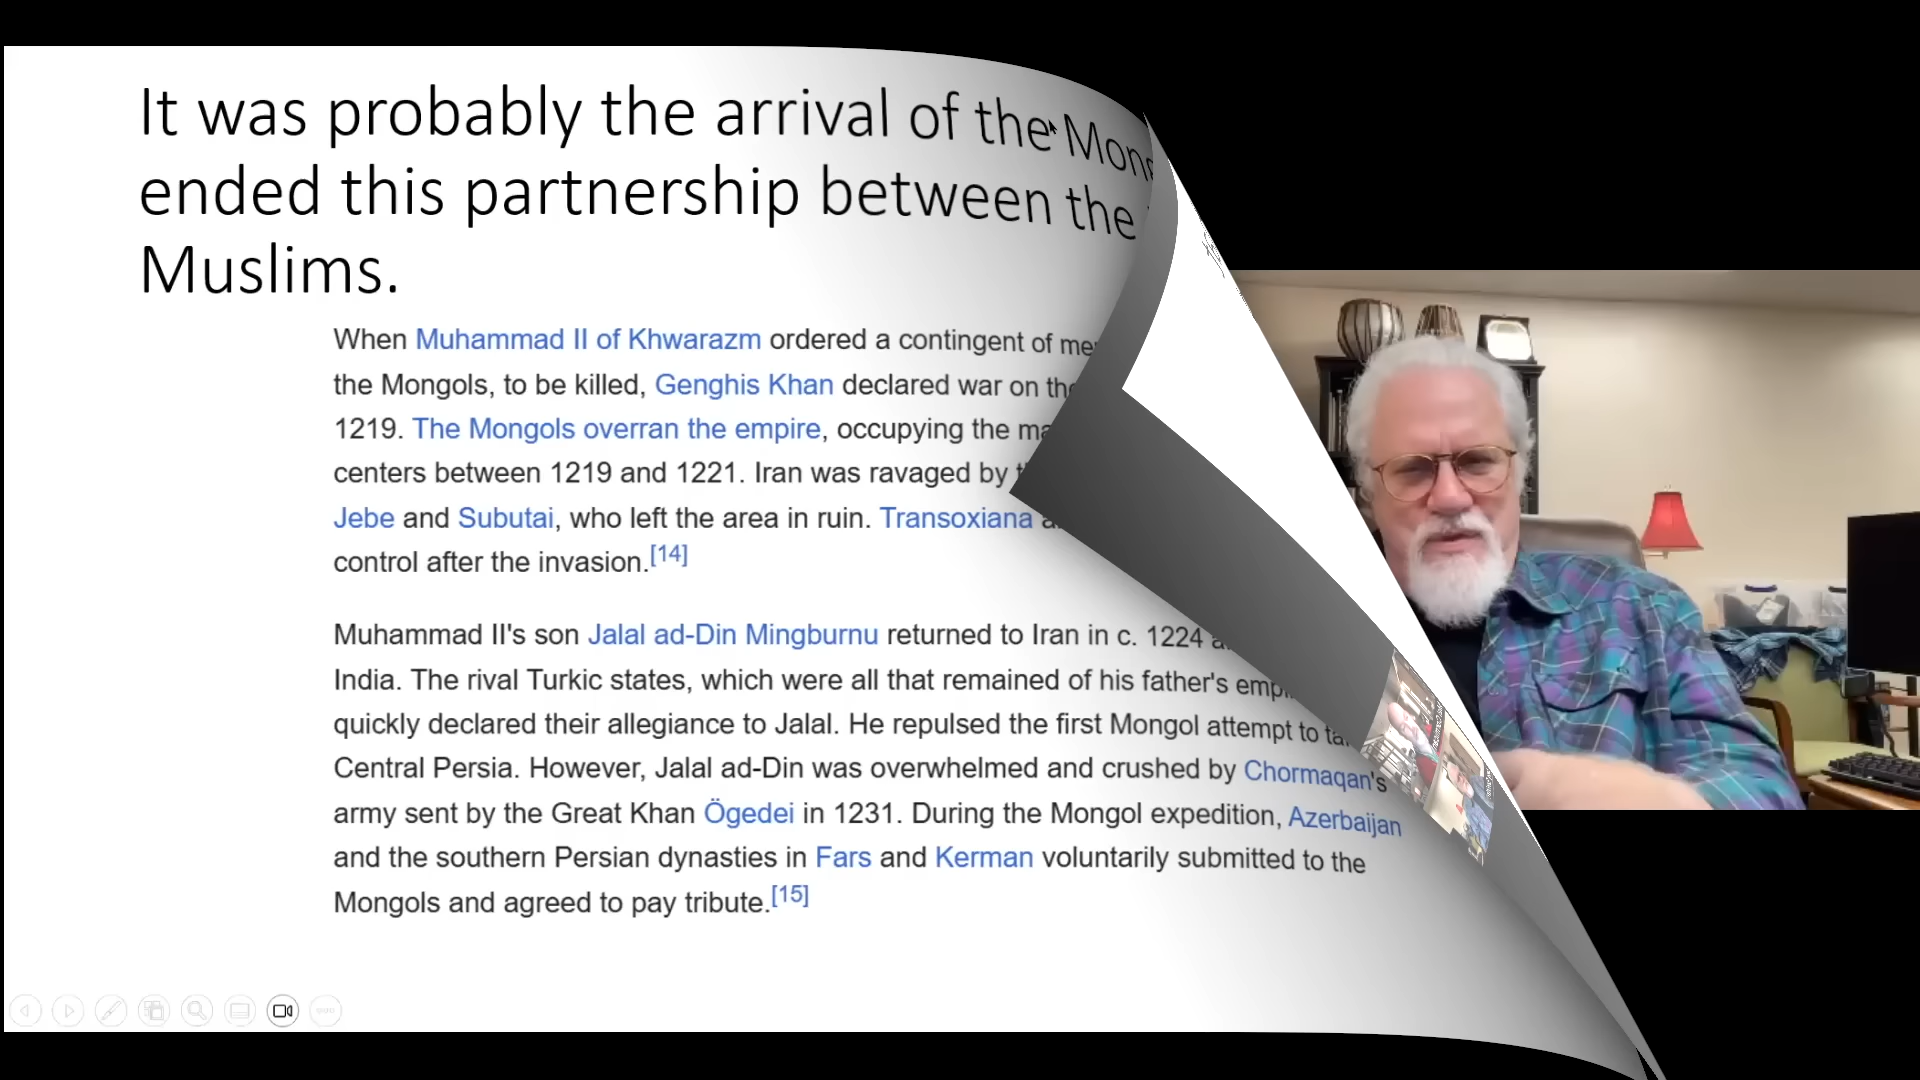 It was probably the arrival of the Mong
ended this partnership between the
Muslims.
When Muhammad II of Khwarazm ordered a contingent of me
the Mongols, to be killed, Genghis Khan declared war on the
1219. The Mongols overran the empire, occupying the ma
centers between 1219 and 1221. Iran was ravaged by
Jebe and Subutai, who left the area in ruin. Transoxiana a
control after the invasion.[14]
Muhammad II's son Jalal ad-Din Mingburnu returned to Iran in c. 1224 a
India. The rival Turkic states, which were all that remained of his father's empi
quickly declared their allegiance to Jalal. He repulsed the first Mongol attempt to ta
Central Persia. However, Jalal ad-Din was overwhelmed and crushed by Chormaqan's
army sent by the Great Khan Ögedei in 1231. During the Mongol expedition, Azerbaijan
and the southern Persian dynasties in Fars and Kerman voluntarily submitted to the
Mongols and agreed to pay tribute.[15]